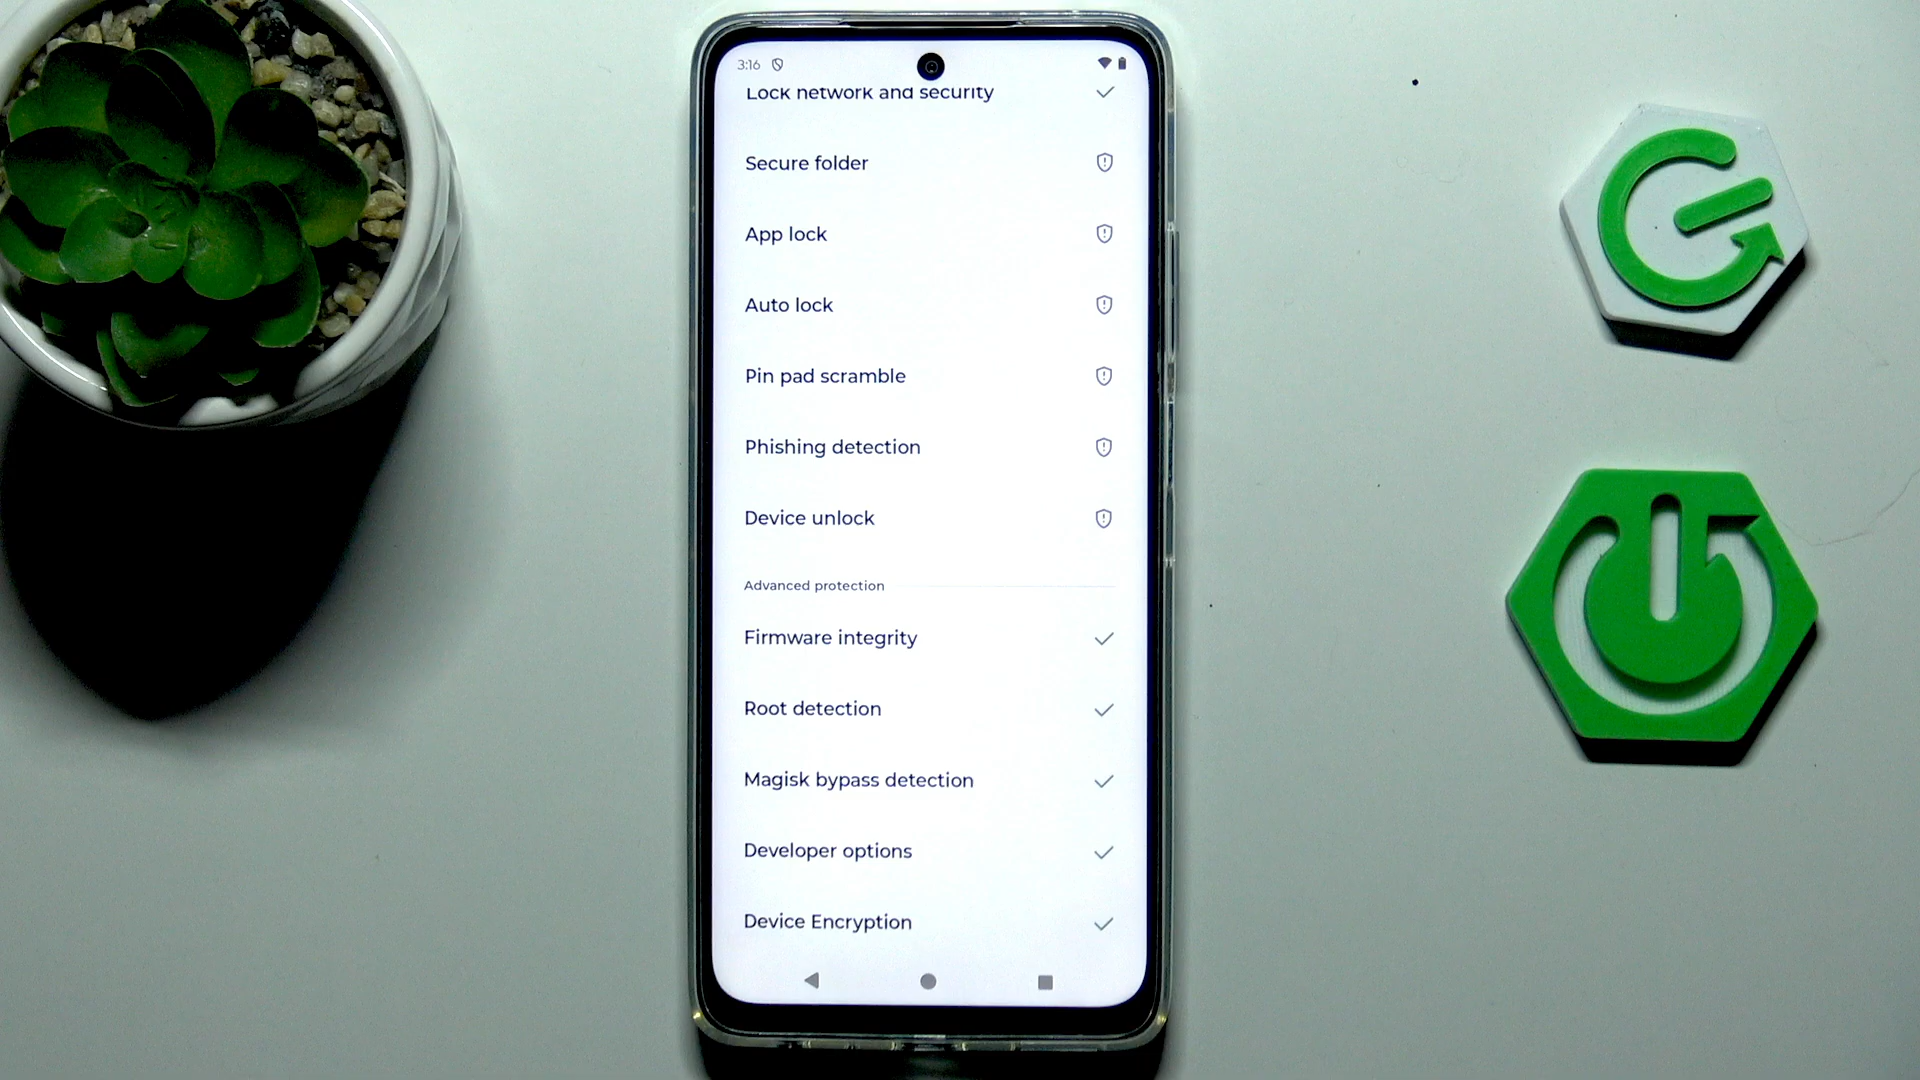 3:16
Lock network and security
Secure folder
App lock
Auto lock
Pin pad scramble
Phishing detection
Device unlock
Advanced protection
Firmware integrity
Root detection
Magisk bypass detection
Developer options
Device Encryption